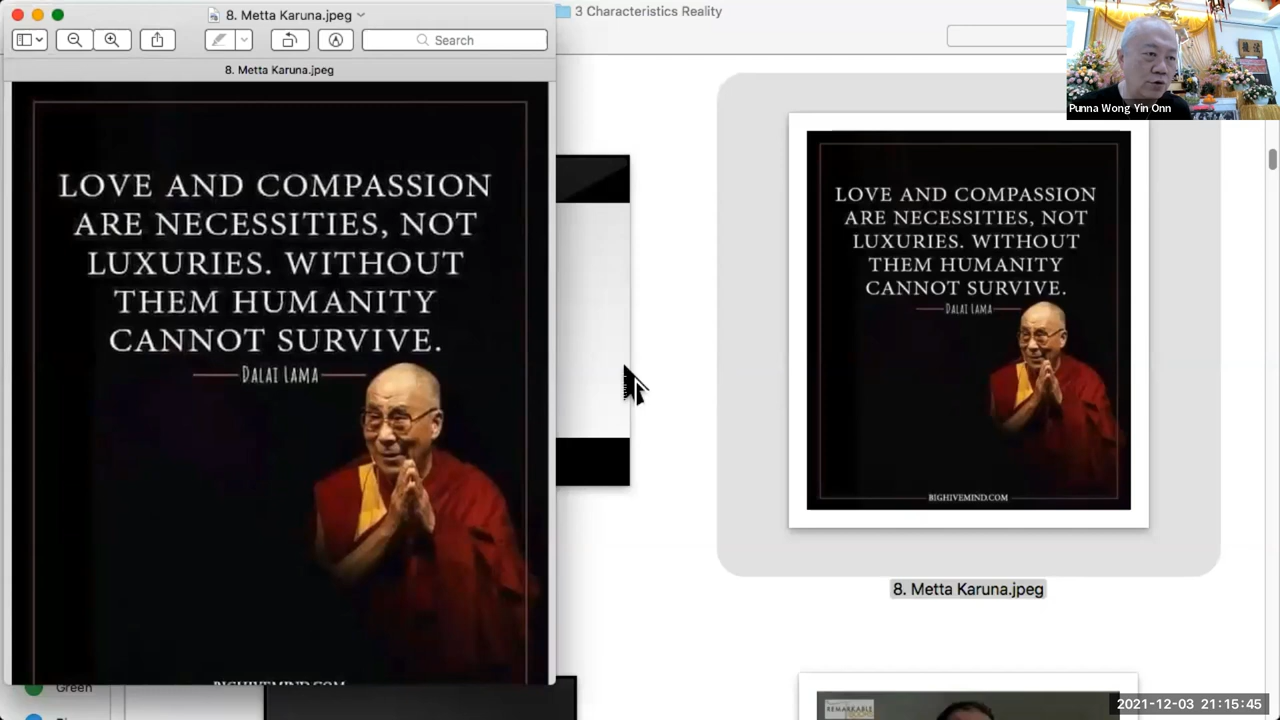 8. Metta Karuna.jpeg
Search
8. Metta Karuna.jpeg
LOVE AND COMPASSION
ARE NECESSITIES, NOT
LUXURIES. WITHOUT
THEM HUMANITY
CANNOT SURVIVE.
DALAI LAMA
BIGHIVEMIND.COM
Green
3 Characteristics Reality
LOVE AND COMPASSION
ARE NECESSITIES, NOT
LUXURIES. WITHOUT
THEM HUMANITY
CANNOT SURVIVE.
DALAI LAMA
BIGHIVEMIND.COM
8. Metta Karuna.jpeg
REMARKABLE
Punna Wong Yin Onn
2021-12-03 21:15:45